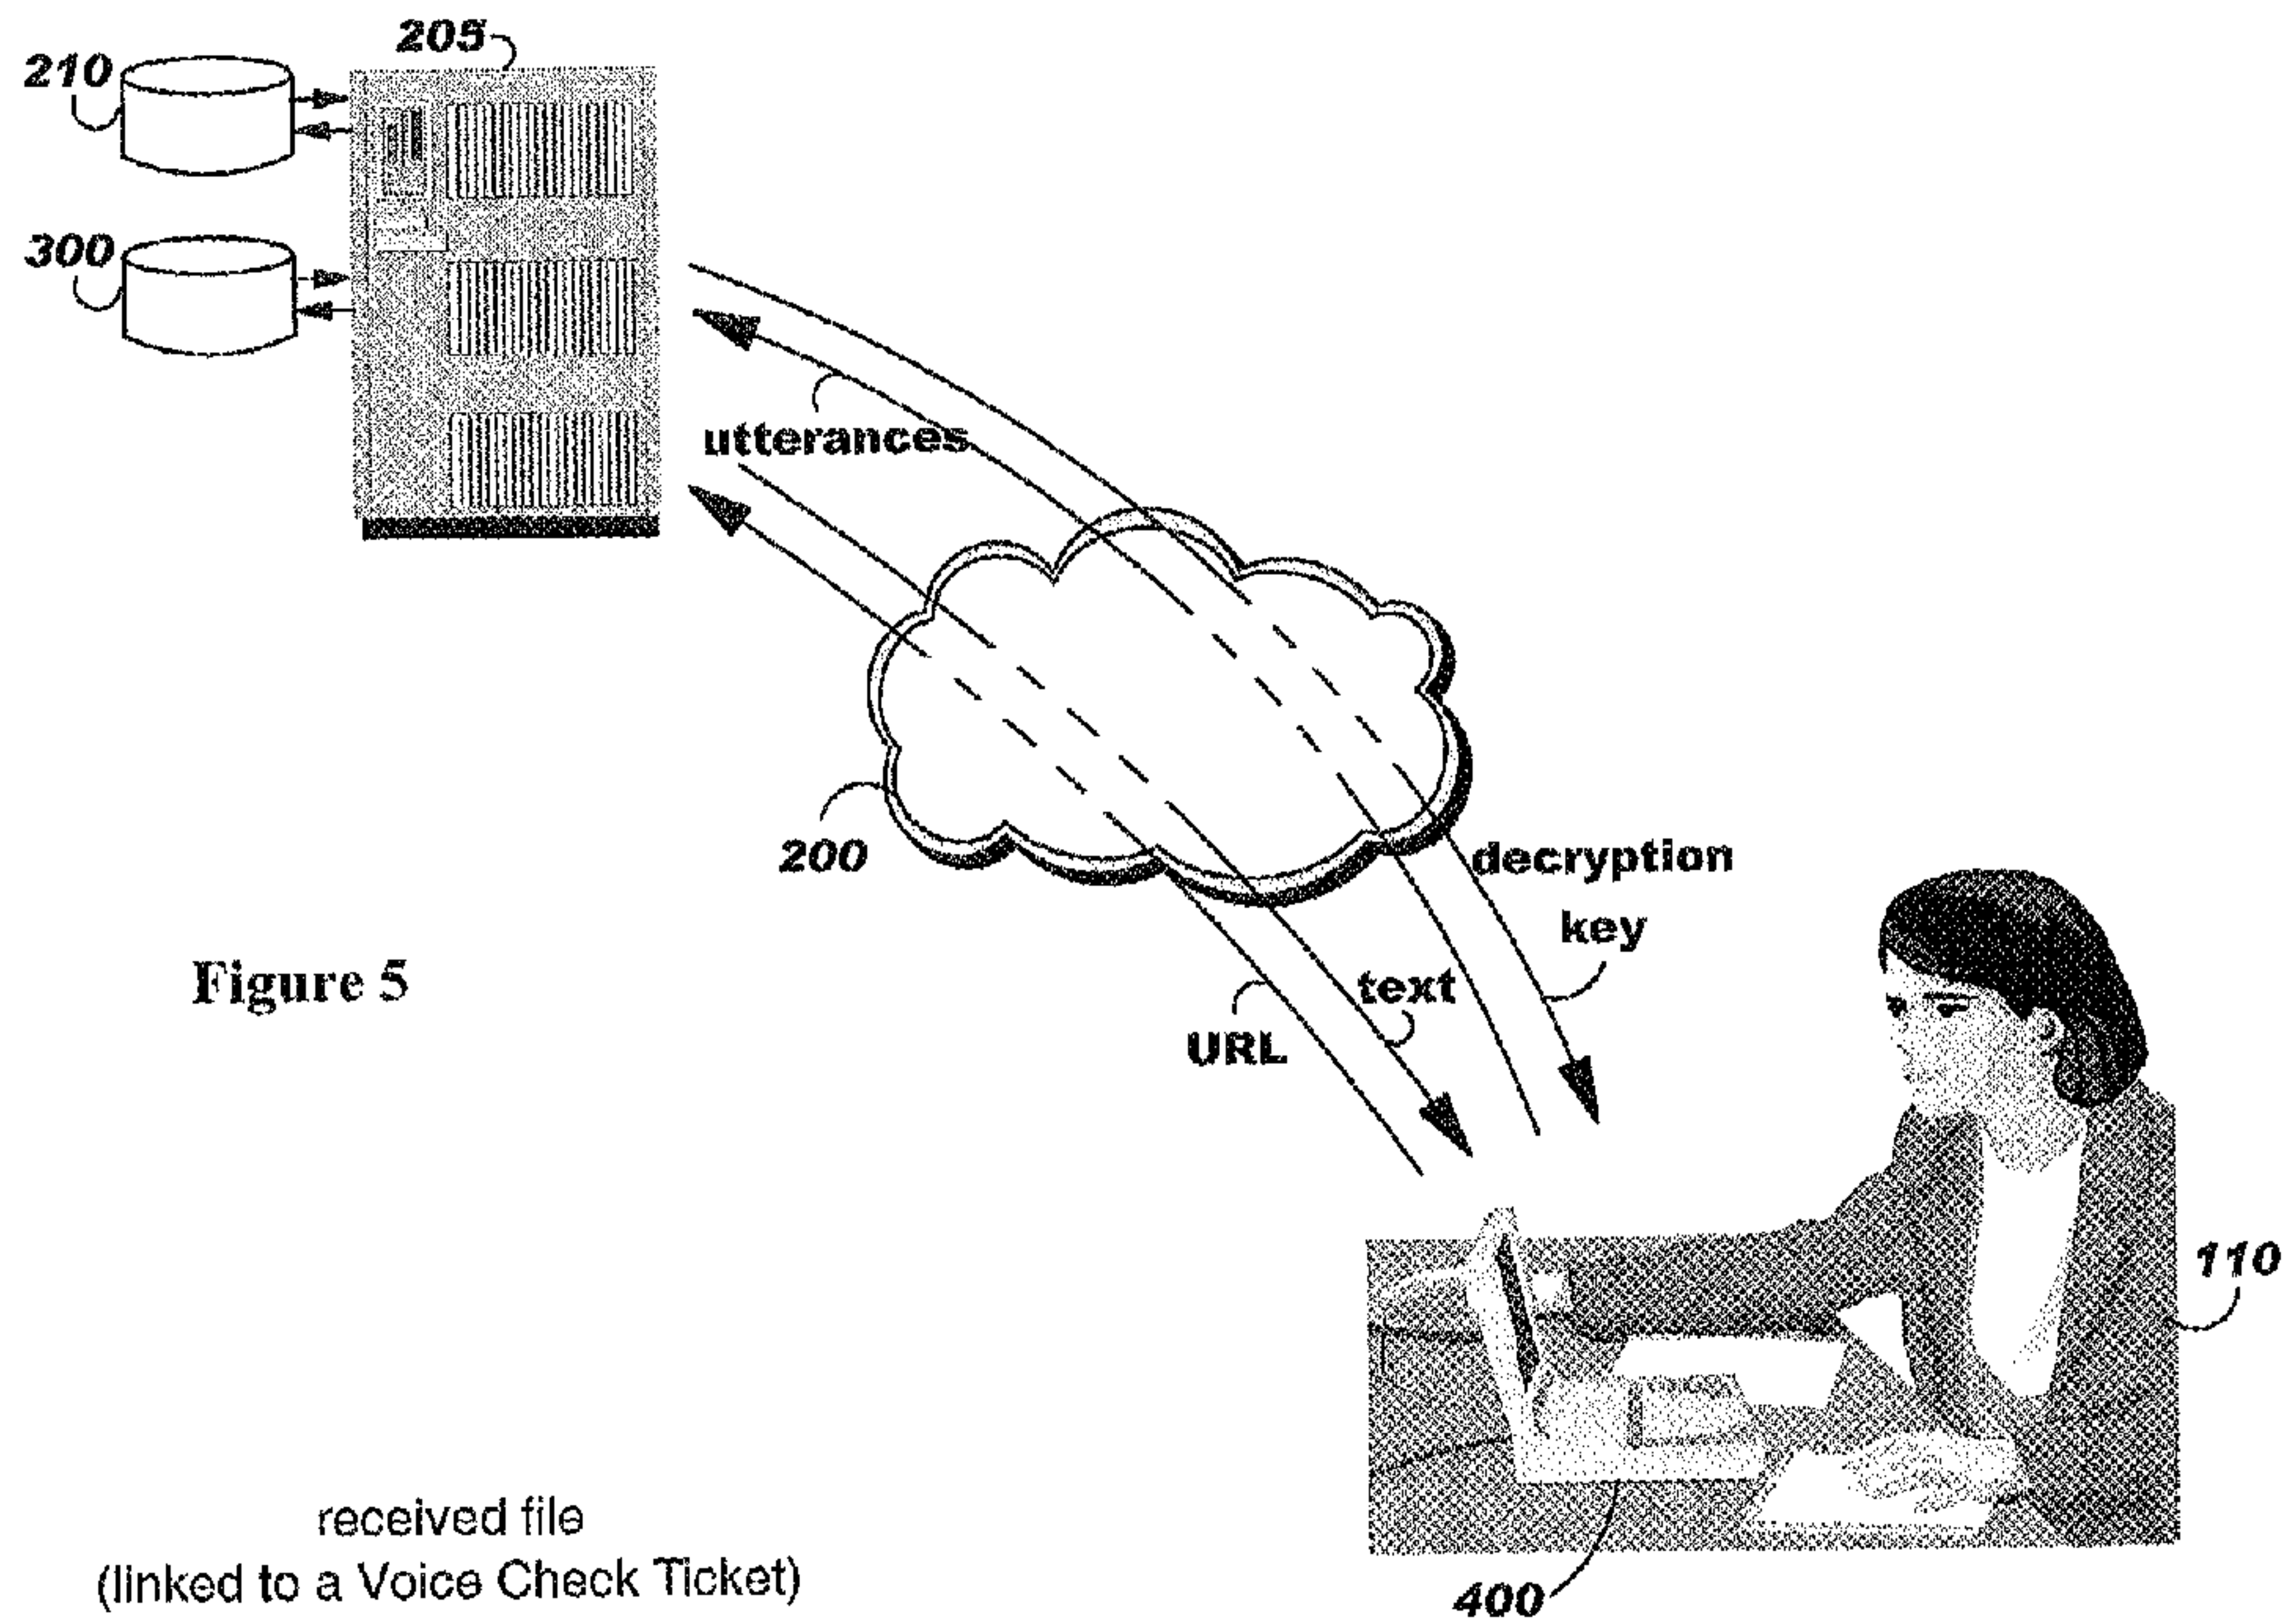 205
210
300
utterances
200
decryption
key
text
URL
Figure 5
110
received file
(linked to a Voice Check Ticket)
400